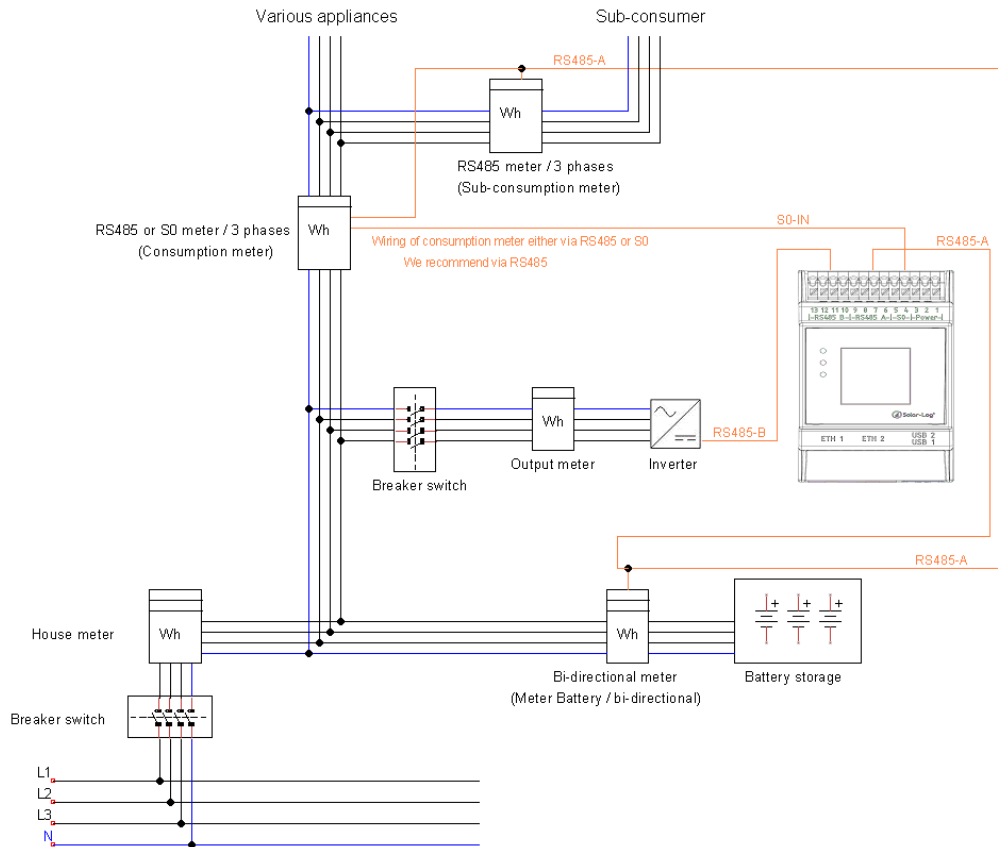 Various appliances
Sub-consumer
RS485-A
Wh
RS485 meter / 3 phases
(Sub-consumption meter)
RS485 or S0 meter / 3 phases
(Consumption meter)
Wh
S0-IN
Wiring of consumption meter either via RS485 or S0
We recommend via RS485
RS485-A
13 12 11 10 9 8 7 6 5 4 3 2 1
|-RS485 B-|-RS485 A-|-S0-|-Power-|
Solar-Log®
ETH 1 ETH 2 USB 2
USB 1
Wh
RS485-B
Breaker switch
Output meter
Inverter
RS485-A
House meter
Wh
Wh
+ + +
Bi-directional meter
(Meter Battery / bi-directional)
Battery storage
Breaker switch
L1
L2
L3
N